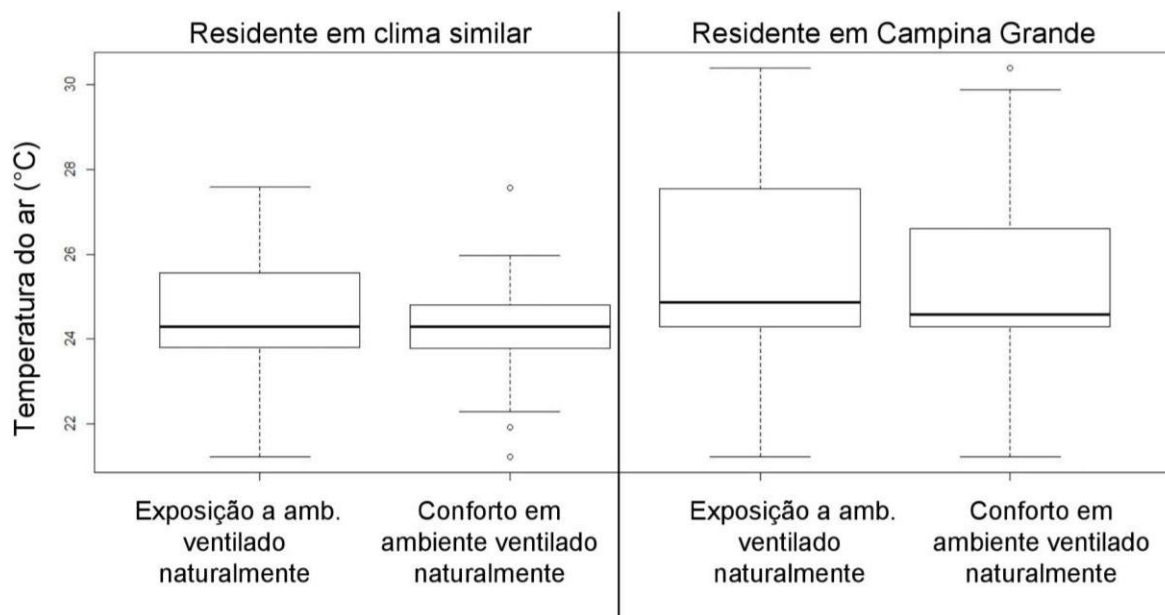 Residente em clima similar
Residente em Campina Grande
Temperatura do ar (°C)
30
28
26
24
22
Exposição a amb.
ventilado
naturalmente
Conforto em
ambiente ventilado
naturalmente
Exposição a amb.
ventilado
naturalmente
Conforto em
ambiente ventilado
naturalmente